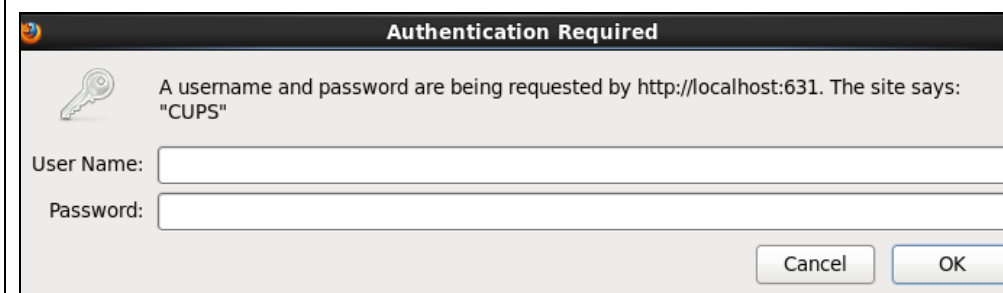 Authentication Required
A username and password are being requested by http://localhost:631. The site says:
"CUPS"
User Name:
Password:
Cancel
OK